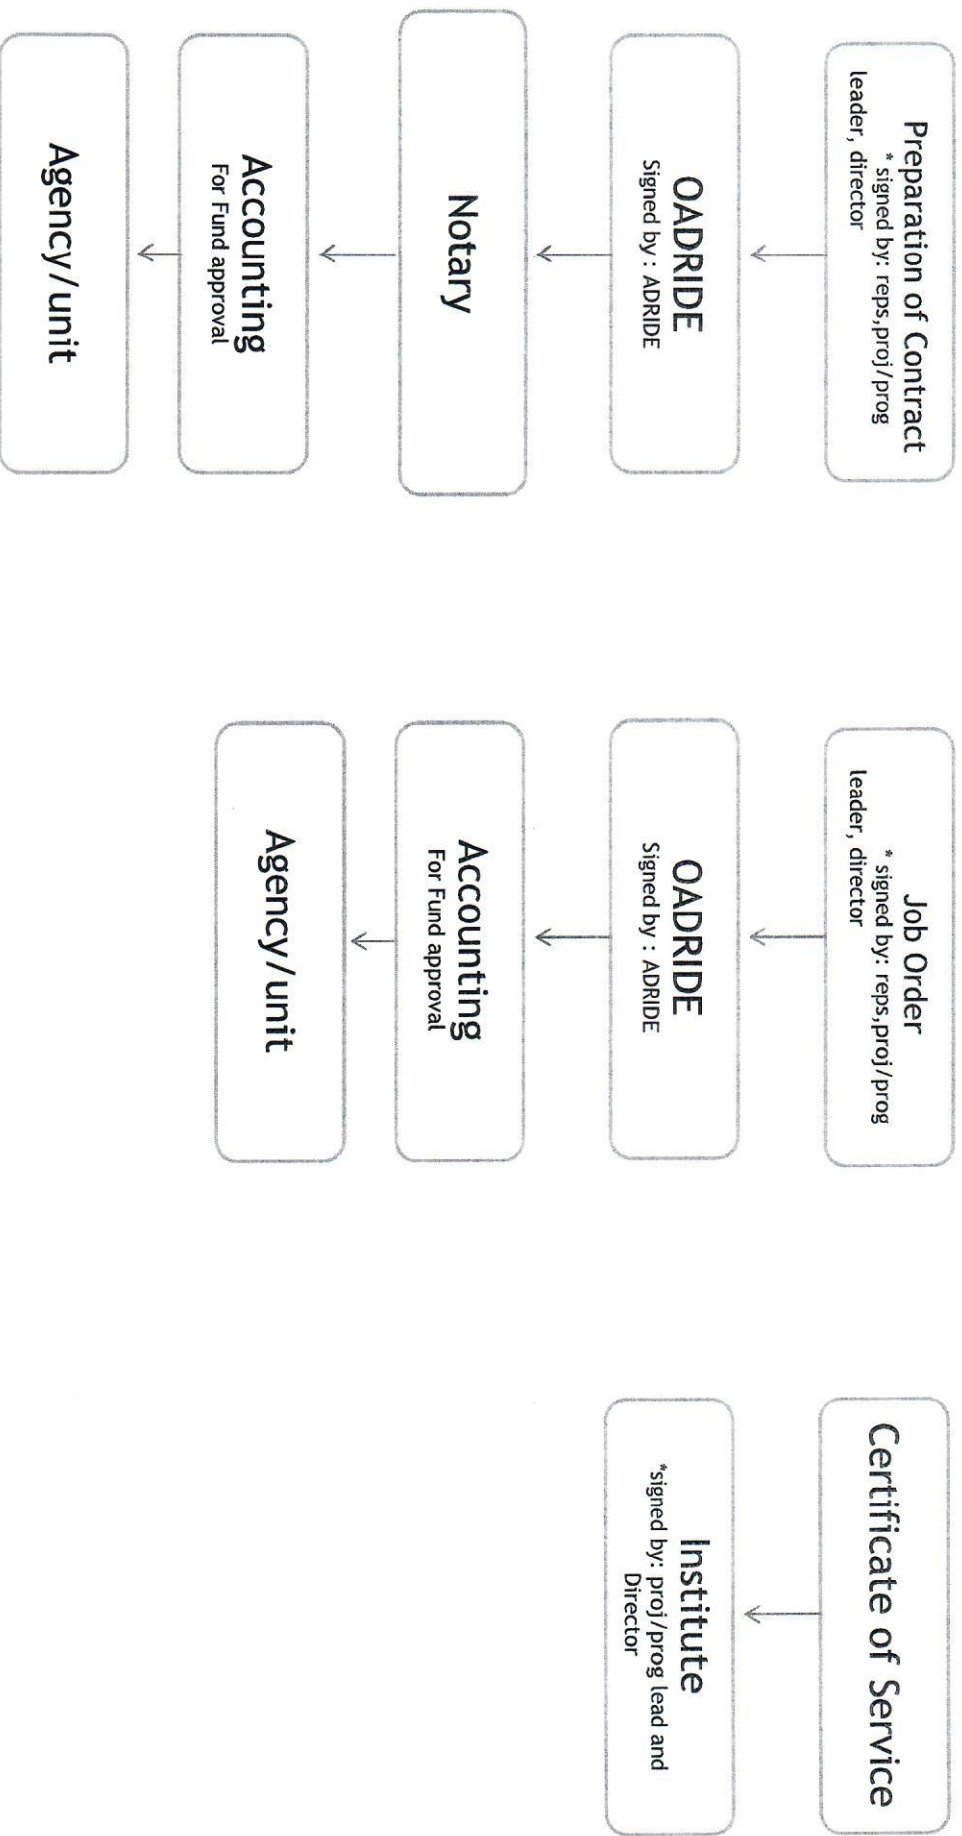 Preparation of Contract
* signed by: reps,proj/prog
leader, director
OADRIDE
Signed by : ADRIDE
Notary
Accounting
For Fund approval
Agency/unit
Job Order
* signed by: reps,proj/prog
leader, director
OADRIDE
Signed by : ADRIDE
Accounting
For Fund approval
Agency/unit
Certificate of Service
Institute
*signed by: proj/prog lead and
Director